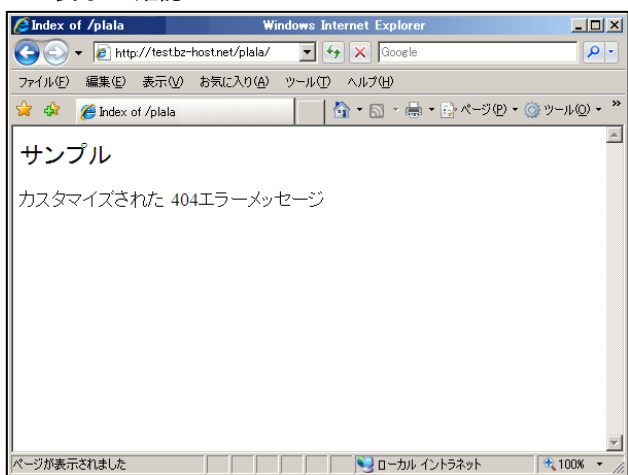 Index of /plala Windows Internet Explorer
http://test.bz-host.net/plala/ Google
ファイル(F) 編集(E) 表示(V) お気に入り(A) ツール(T) ヘルプ(H)
Index of /plala ページ(P) ツール(O) »
サンプル
カスタマイズされた 404エラーメッセージ
ページが表示されました ローカル イントラネット 100%